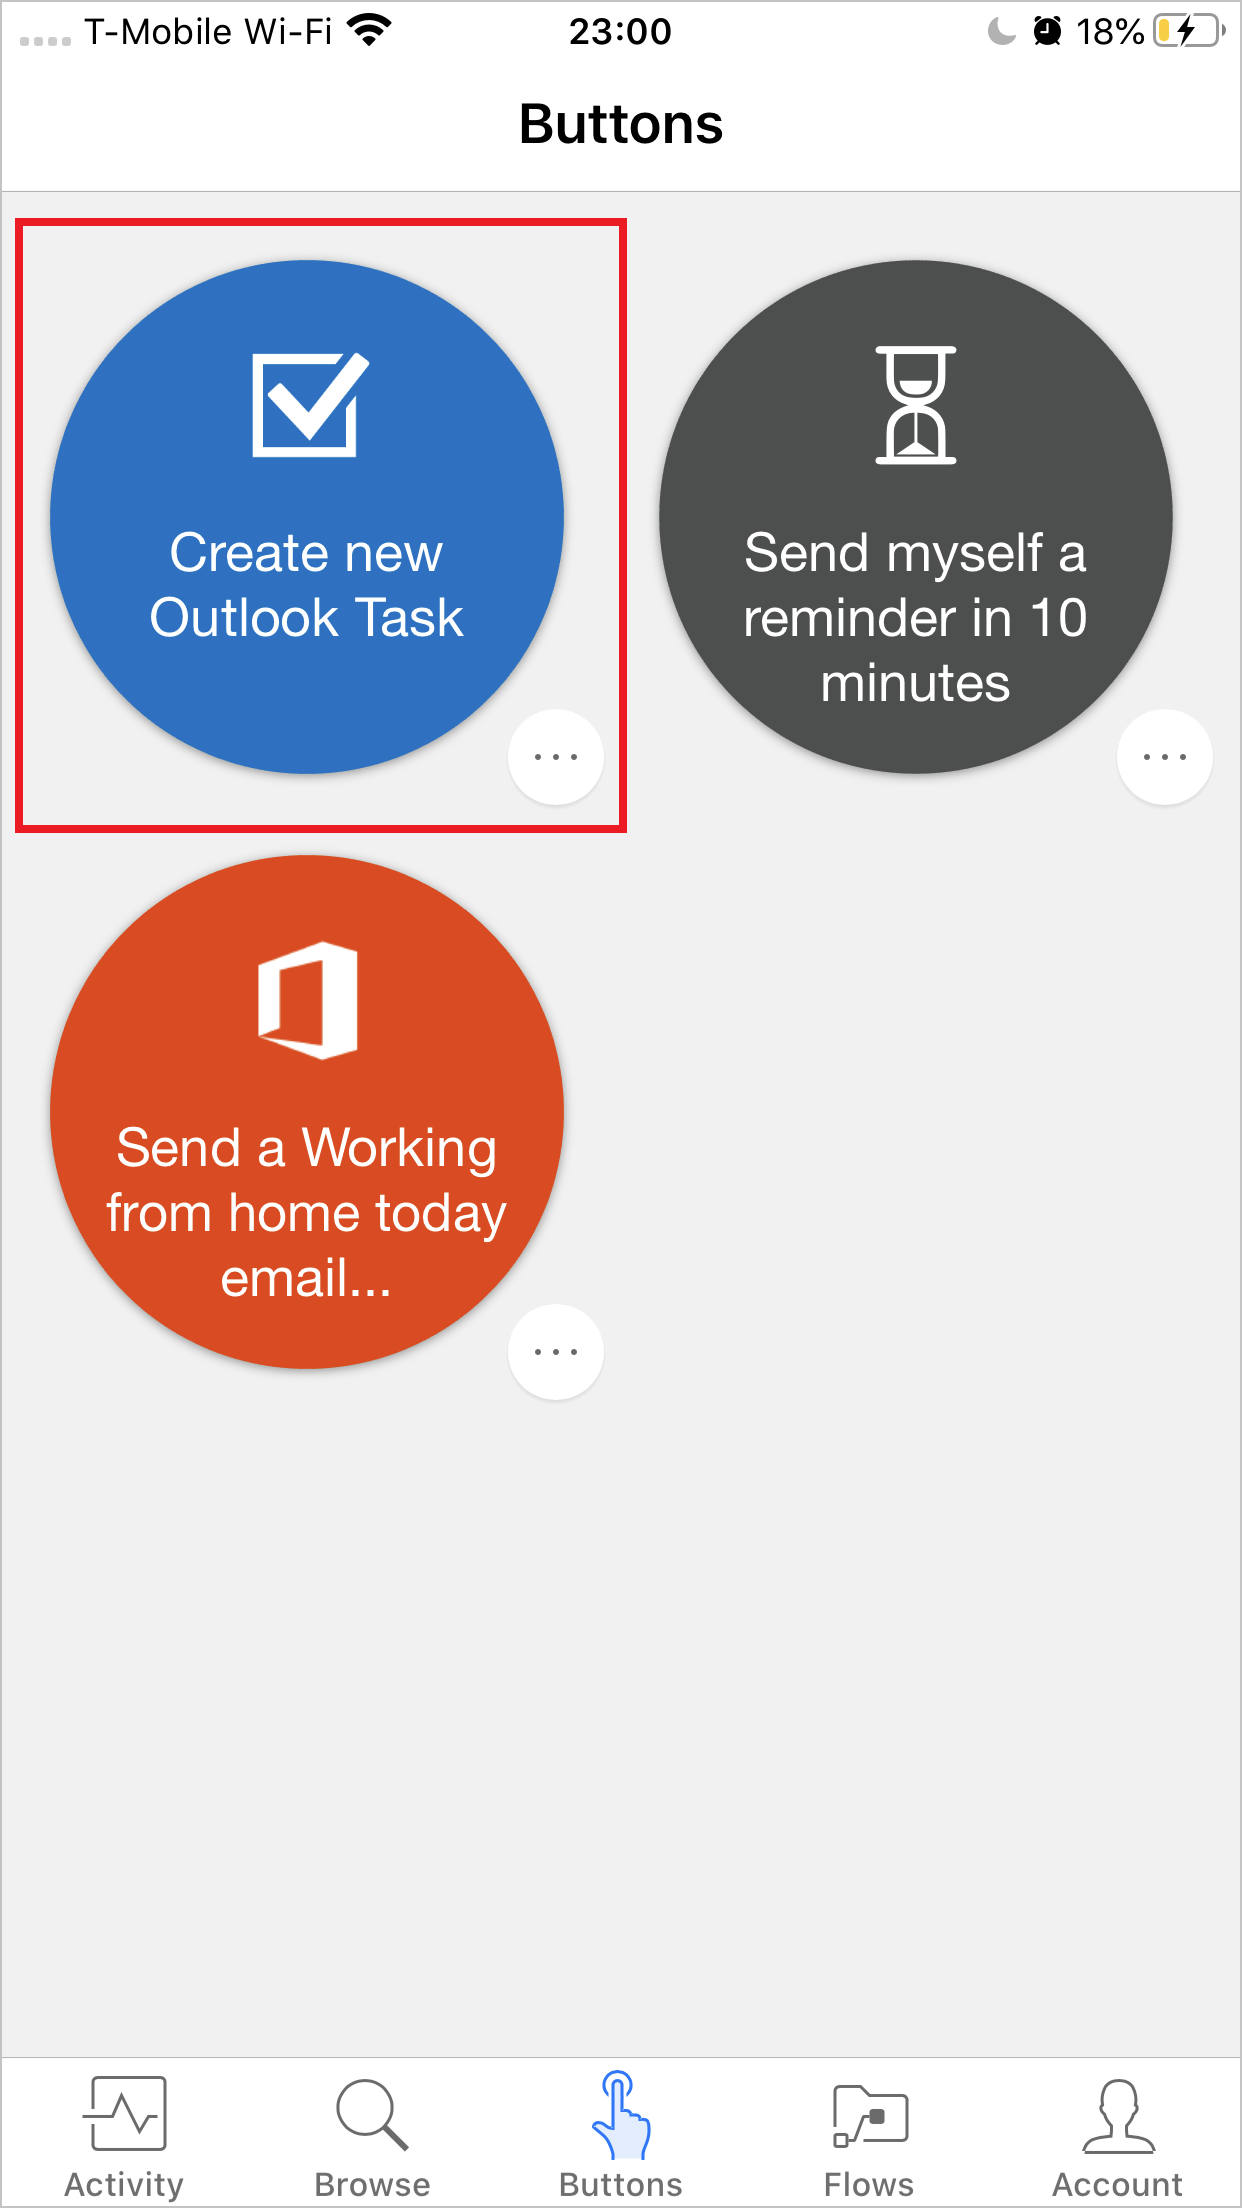 T-Mobile Wi-Fi 23:00 18%
Buttons
Create new
Outlook Task
Send myself a
reminder in 10
minutes
Send a Working
from home today
email...
Activity Browse Buttons Flows Account